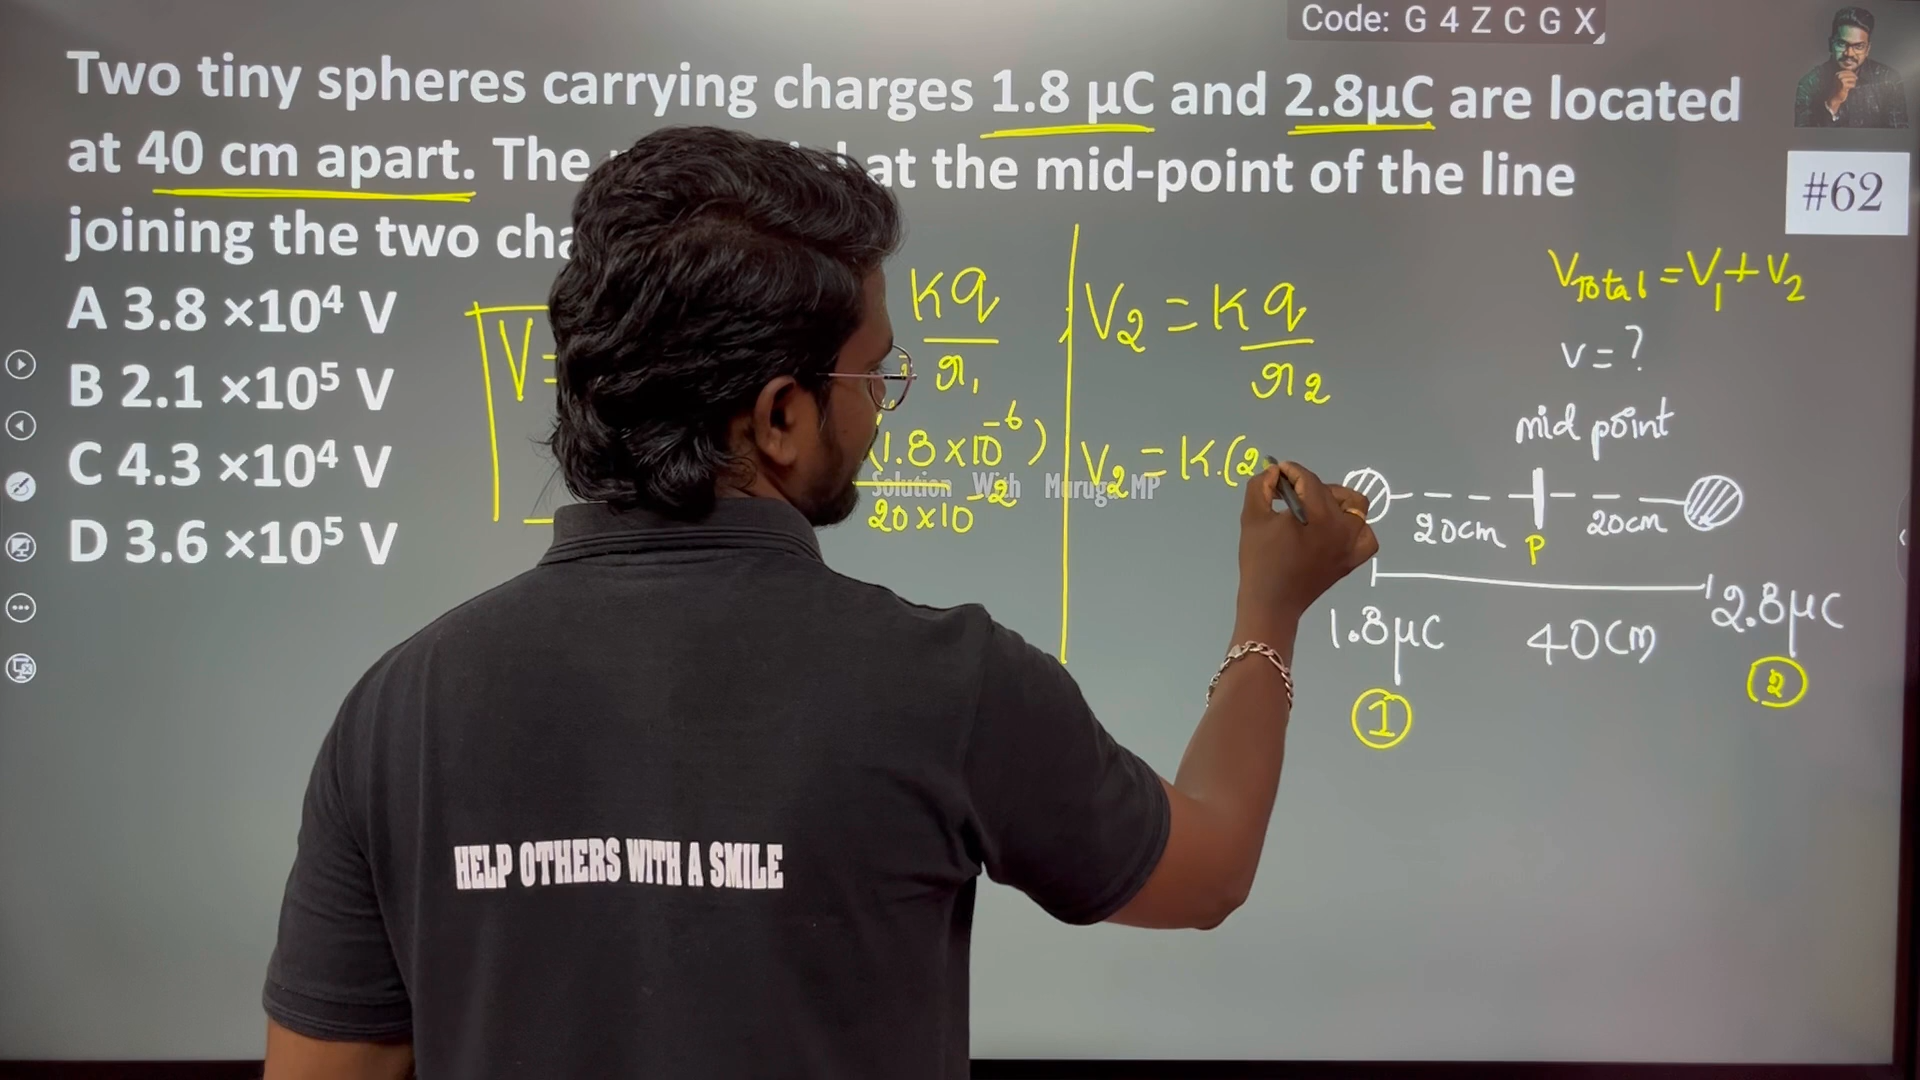 Code: G 4 Z C G X
Two tiny spheres carrying charges 1.8 μC and 2.8μC are located
at 40 cm apart. The at the mid-point of the line
joining the two
#62
A 3.8 ×10⁴ V
B 2.1 ×10⁵ V
C 4.3 ×10⁴ V
D 3.6 ×10⁵ V
V=
Kq
r₁
(1.8×10⁻⁶)
20×10⁻²
V₂ = Kq
r₂
V₂ = K.(2
Solution With Muruga MP
VTotal = V₁ + V₂
V = ?
mid point
20cm P 20cm
1.8μC 40cm 2.8μC
1 2
HELP OTHERS WITH A SMILE